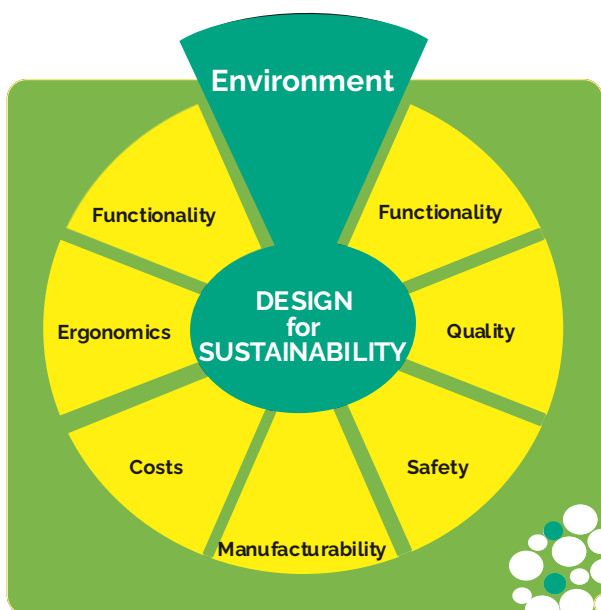 Environment
Functionality
Functionality
DESIGN
for
SUSTAINABILITY
Ergonomics
Quality
Costs
Safety
Manufacturability